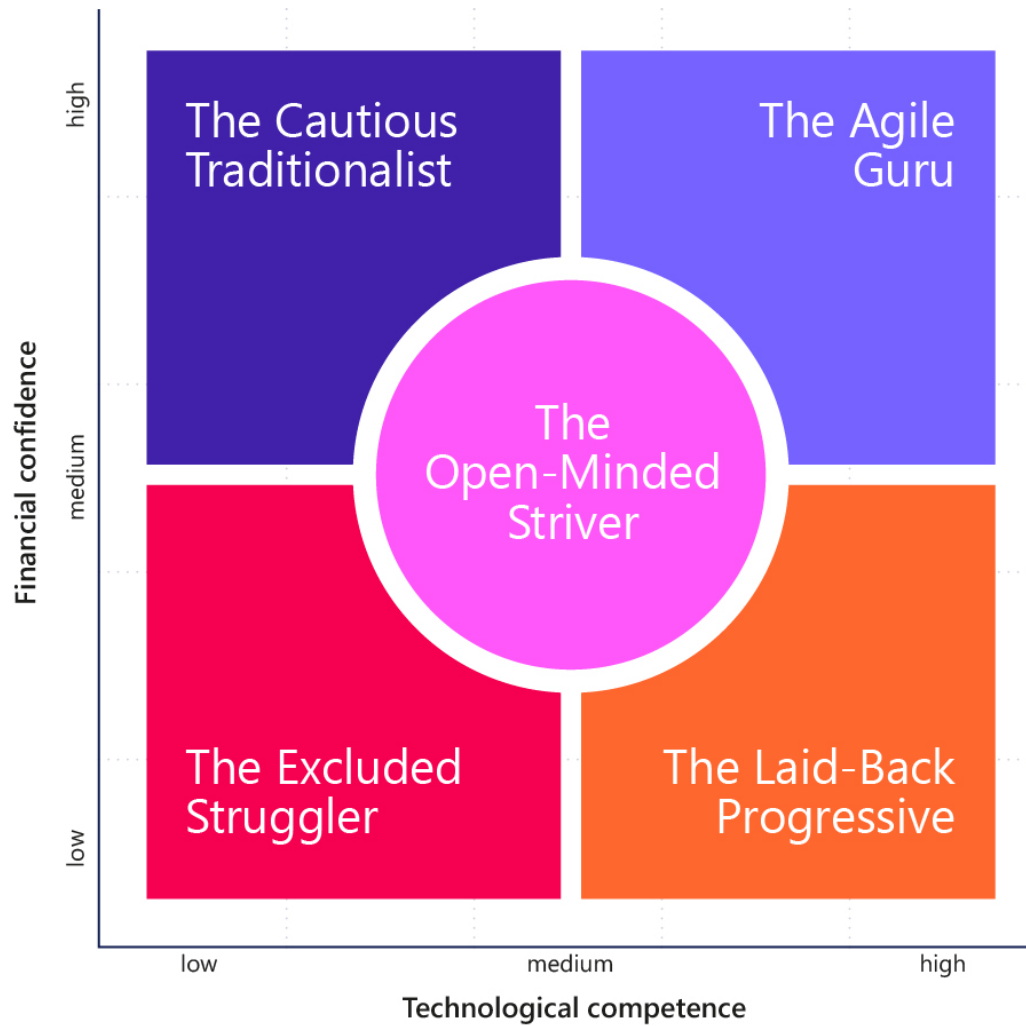 high
The Cautious
Traditionalist
The Agile
Guru
Financial confidence
medium
The
Open-Minded
Striver
The Excluded
Struggler
The Laid-Back
Progressive
low
low
medium
high
Technological competence